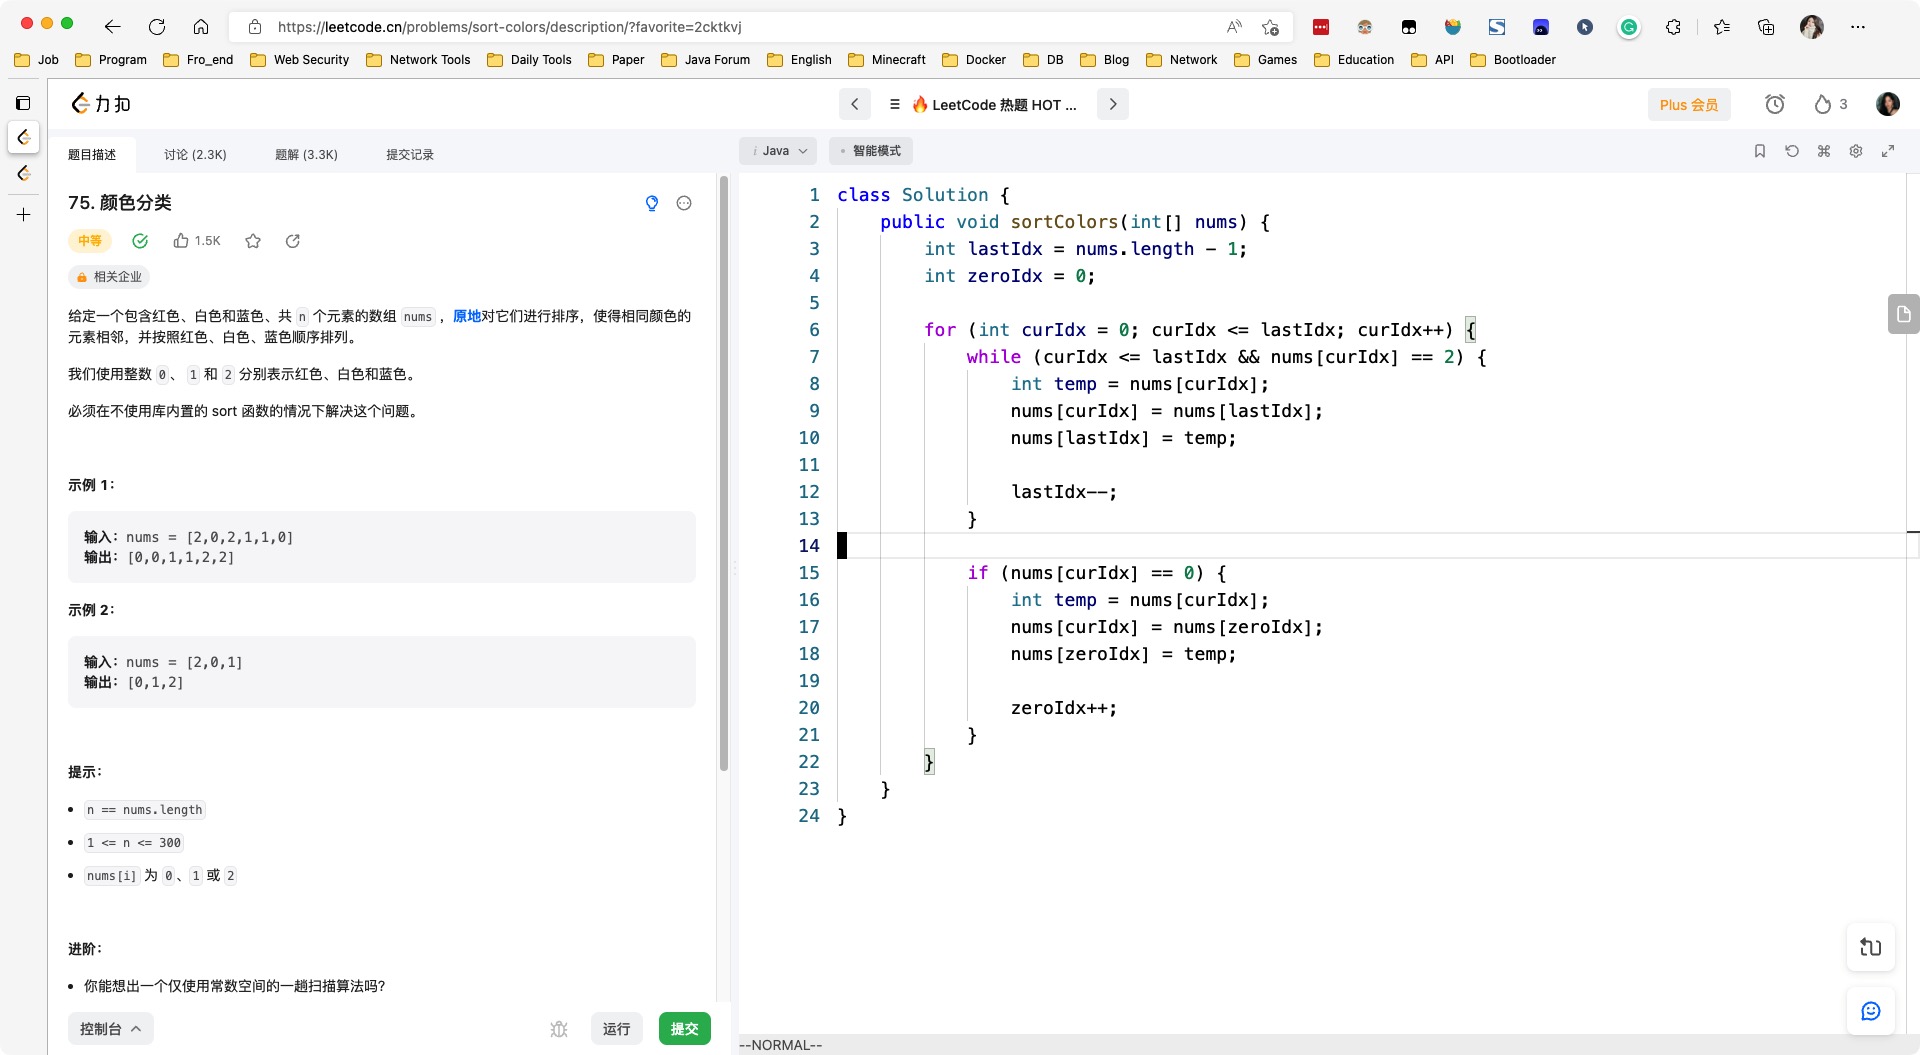 https://leetcode.cn/problems/sort-colors/description/?favorite=2cktkvj
Job Program Fro_end Web Security Network Tools Daily Tools Paper Java Forum English Minecraft Docker DB Blog Network Games Education API Bootloader
力扣
LeetCode 热题 HOT ...
Plus 会员
3
题目描述 讨论 (2.3K) 题解 (3.3K) 提交记录
75. 颜色分类
中等 1.5K
相关企业
给定一个包含红色、白色和蓝色、共 n 个元素的数组 nums ，原地对它们进行排序，使得相同颜色的
元素相邻，并按照红色、白色、蓝色顺序排列。
我们使用整数 0、 1 和 2 分别表示红色、白色和蓝色。
必须在不使用库内置的 sort 函数的情况下解决这个问题。
示例 1：
输入：nums = [2,0,2,1,1,0]
输出：[0,0,1,1,2,2]
示例 2：
输入：nums = [2,0,1]
输出：[0,1,2]
提示：
n == nums.length
1 <= n <= 300
nums[i] 为 0、1 或 2
进阶：
你能想出一个仅使用常数空间的一趟扫描算法吗？
控制台 运行 提交
i Java 智能模式
1 class Solution {
2     public void sortColors(int[] nums) {
3         int lastIdx = nums.length - 1;
4         int zeroIdx = 0;
5
6         for (int curIdx = 0; curIdx <= lastIdx; curIdx++) {
7             while (curIdx <= lastIdx && nums[curIdx] == 2) {
8                 int temp = nums[curIdx];
9                 nums[curIdx] = nums[lastIdx];
10                 nums[lastIdx] = temp;
11
12                 lastIdx--;
13             }
14
15             if (nums[curIdx] == 0) {
16                 int temp = nums[curIdx];
17                 nums[curIdx] = nums[zeroIdx];
18                 nums[zeroIdx] = temp;
19
20                 zeroIdx++;
21             }
22         }
23     }
24 }
--NORMAL--